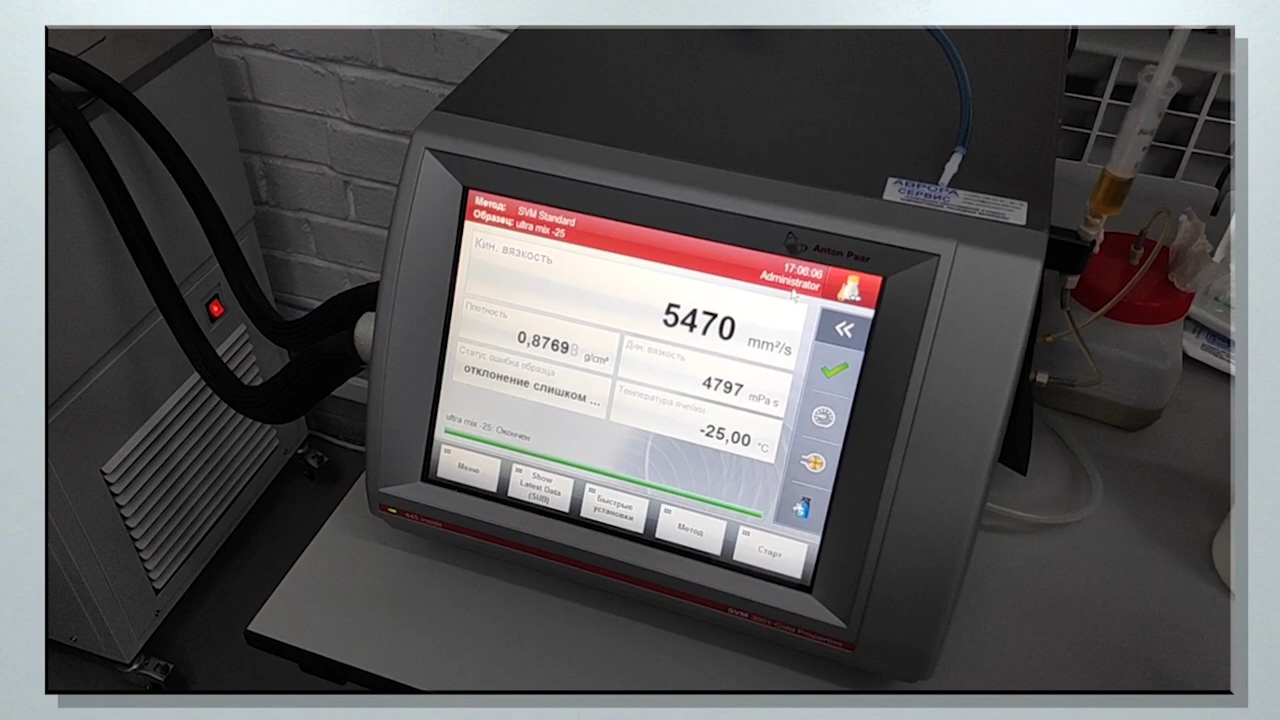 АВРОРА
СЕРВИС
Anton Paar
Метод: SVM Standard
Образец: ultra mix -25
17:06:06
Administrator
Кин. вязкость
5470 mm²/s
Плотность
0,87698 g/cm³
Дин. вязкость
4797 mPa s
Статус ошибка образца
отклонение слишком ...
Температура ячейки
-25,00 °C
ultra mix -25: Окончен
Меню
Show
Latest Data
(SUB)
Быстрые
установки
Метод
Старт
SVM 3001 Cold Properties